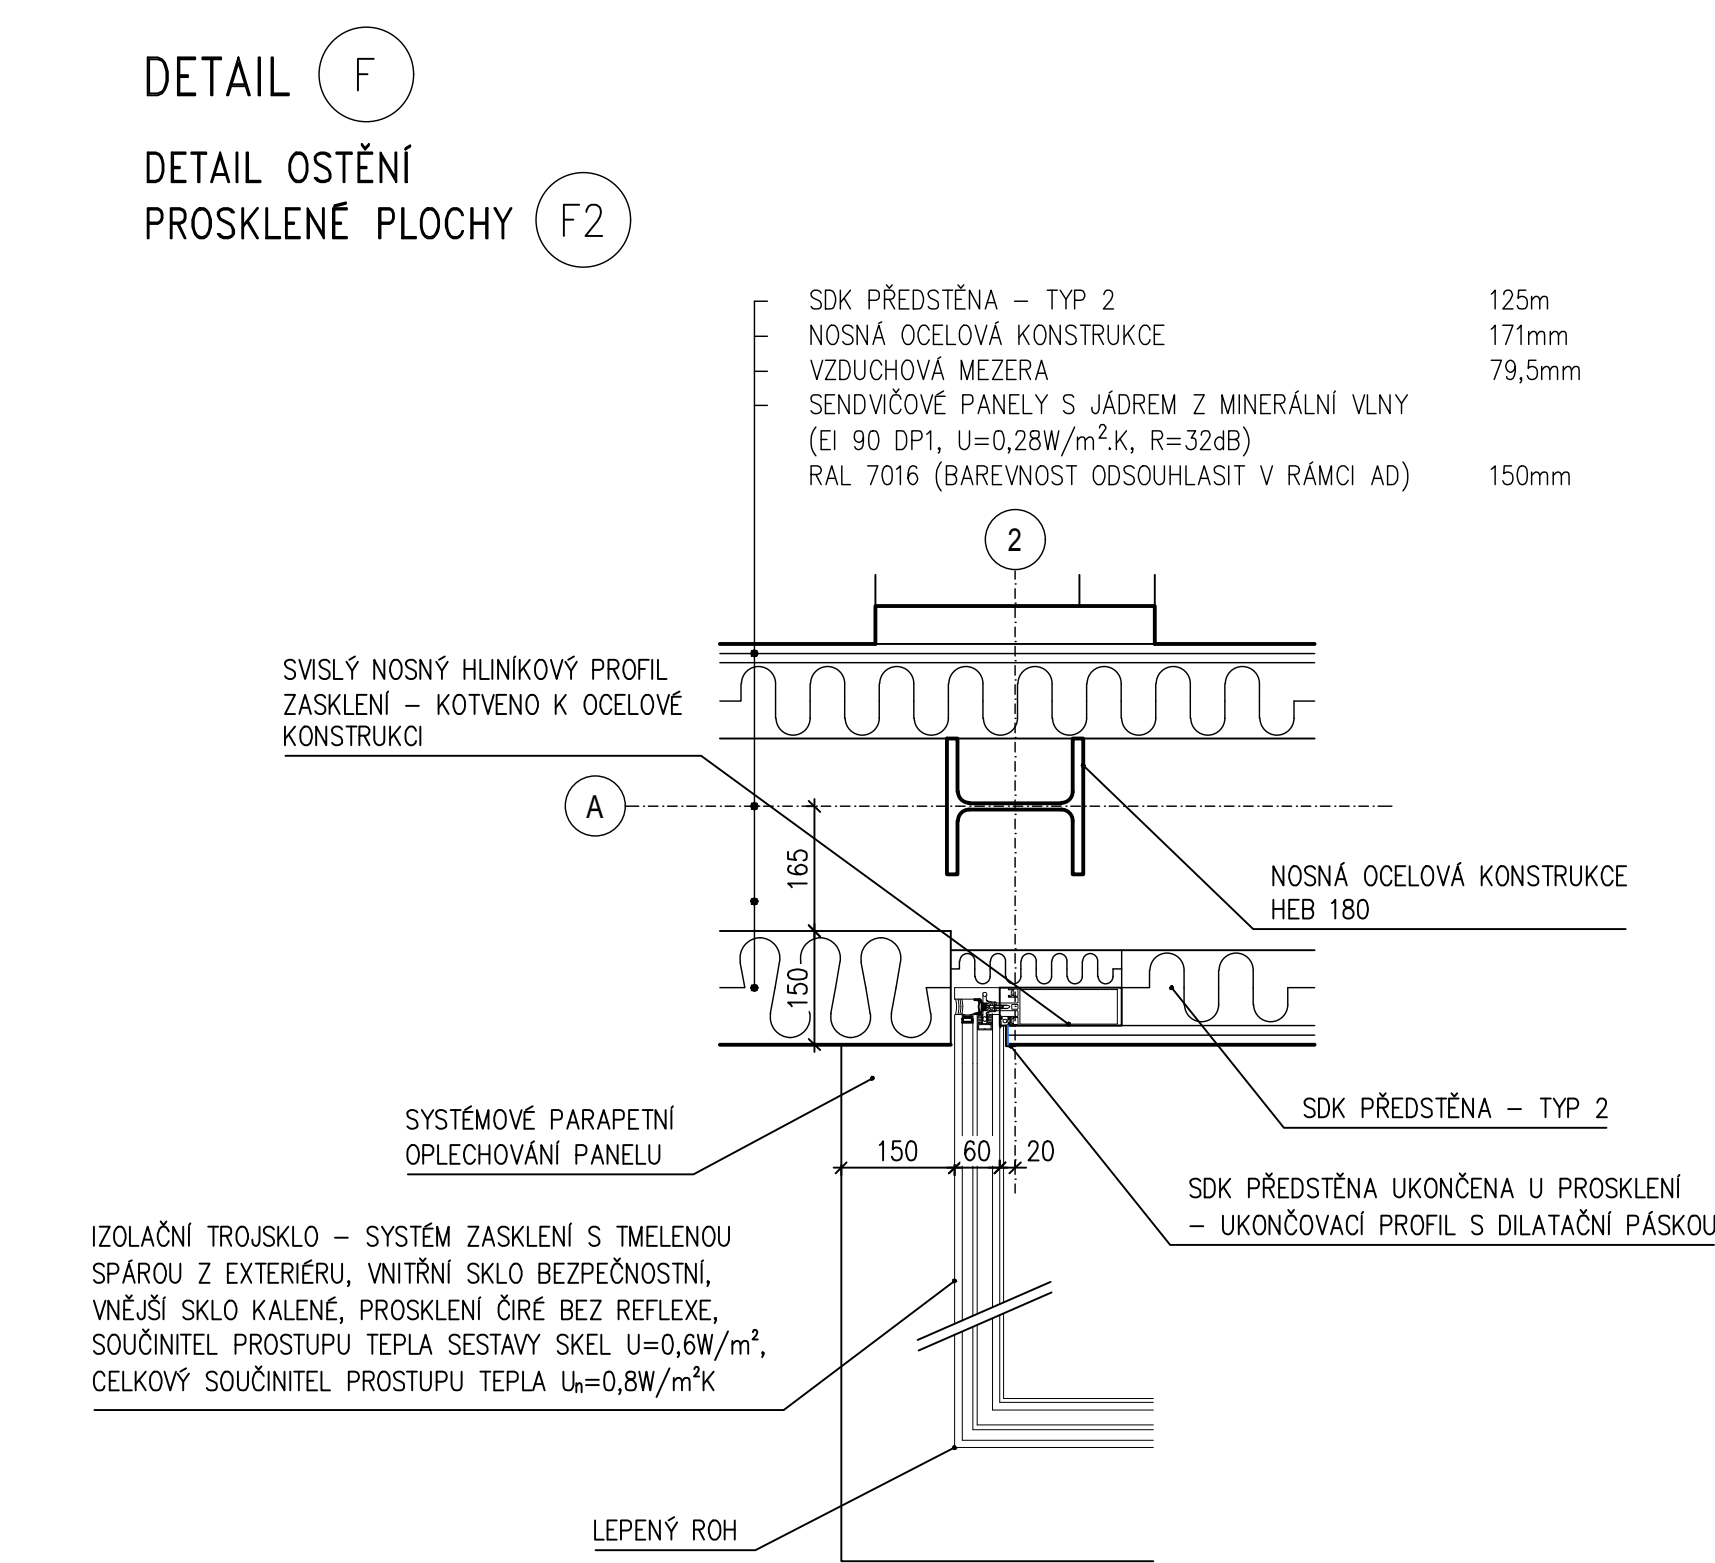 DETAIL F
DETAIL OSTĚNÍ
PROSKLENÉ PLOCHY F2
SDK PŘEDSTĚNA – TYP 2 125m
NOSNÁ OCELOVÁ KONSTRUKCE 171mm
VZDUCHOVÁ MEZERA 79,5mm
SENDVIČOVÉ PANELY S JÁDREM Z MINERÁLNÍ VLNY
(EI 90 DP1, U=0,28W/m².K, R=32dB)
RAL 7016 (BAREVNOST ODSOUHLASIT V RÁMCI AD) 150mm
2
SVISLÝ NOSNÝ HLINÍKOVÝ PROFIL
ZASKLENÍ – KOTVENO K OCELOVÉ
KONSTRUKCI
A
165
NOSNÁ OCELOVÁ KONSTRUKCE
HEB 180
150
SYSTÉMOVÉ PARAPETNÍ
OPLECHOVÁNÍ PANELU
SDK PŘEDSTĚNA – TYP 2
150 60 20
SDK PŘEDSTĚNA UKONČENA U PROSKLENÍ
– UKONČOVACÍ PROFIL S DILATAČNÍ PÁSKOU
IZOLAČNÍ TROJSKLO – SYSTÉM ZASKLENÍ S TMELENOU
SPÁROU Z EXTERIÉRU, VNITŘNÍ SKLO BEZPEČNOSTNÍ,
VNĚJŠÍ SKLO KALENÉ, PROSKLENÍ ČIRÉ BEZ REFLEXE,
SOUČINITEL PROSTUPU TEPLA SESTAVY SKEL U=0,6W/m²,
CELKOVÝ SOUČINITEL PROSTUPU TEPLA Uₙ=0,8W/m²K
LEPENÝ ROH